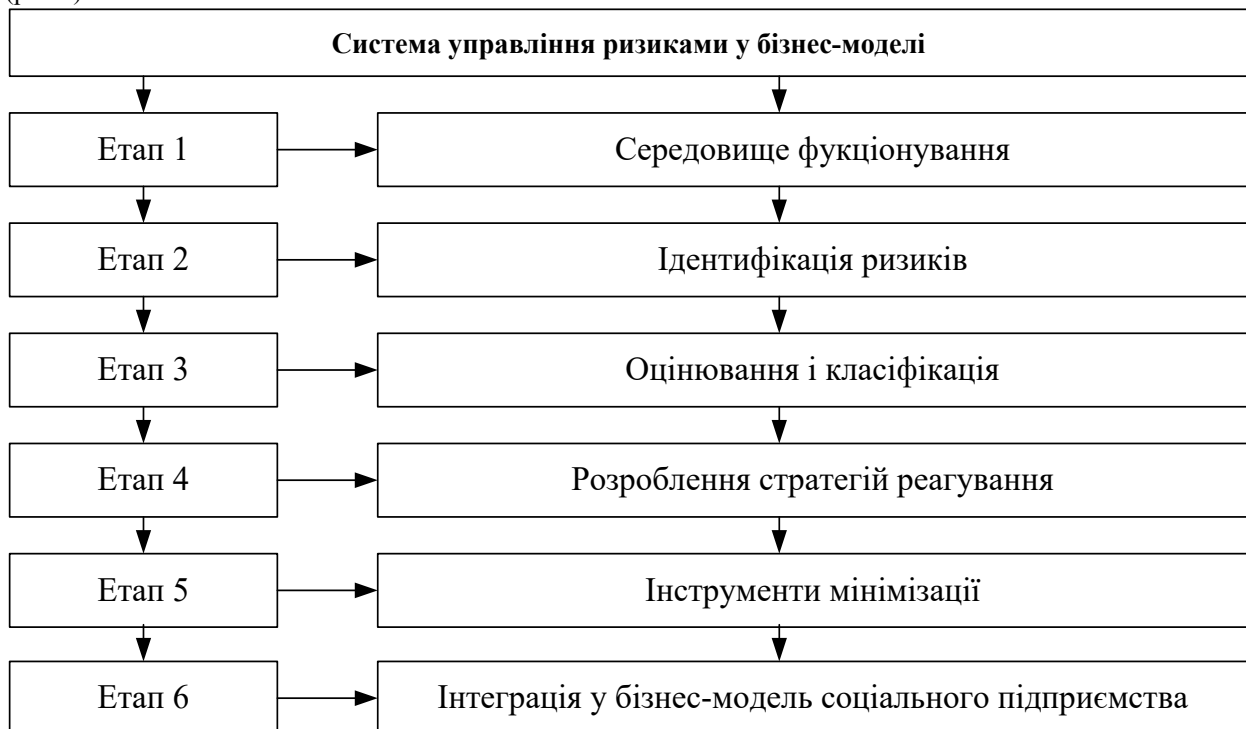 Система управління ризиками у бізнес-моделі
Етап 1
Середовище фукціонування
Етап 2
Ідентифікація ризиків
Етап 3
Оцінювання і класіфікація
Етап 4
Розроблення стратегій реагування
Етап 5
Інструменти мінімізації
Етап 6
Інтеграція у бізнес-модель соціального підприємства